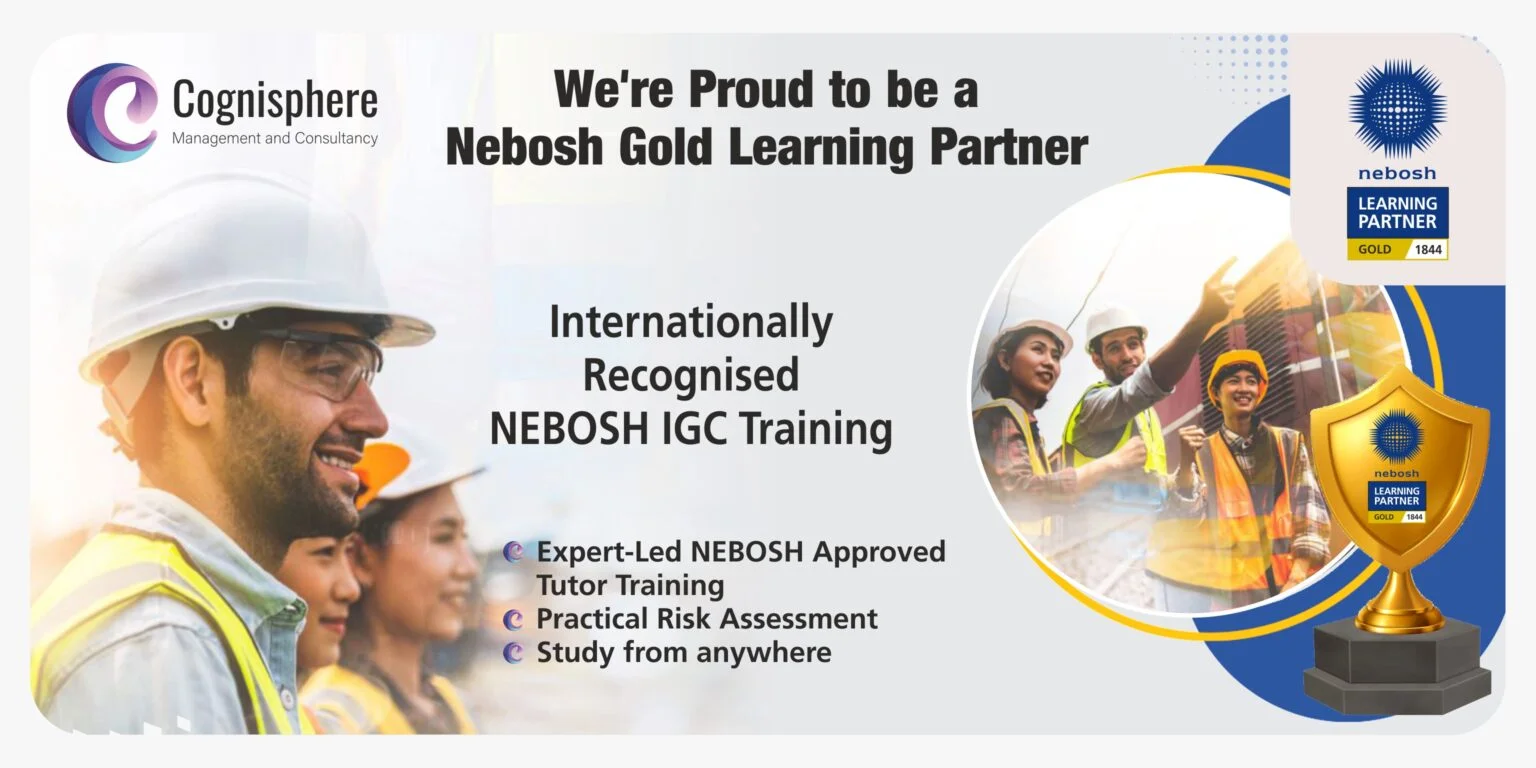 Cognisphere
Management and Consultancy
We're Proud to be a
Nebosh Gold Learning Partner
nebosh
LEARNING
PARTNER
GOLD 1844
Internationally
Recognised
NEBOSH IGC Training
Expert-Led NEBOSH Approved
Tutor Training
Practical Risk Assessment
Study from anywhere
nebosh
LEARNING
PARTNER
GOLD 1844